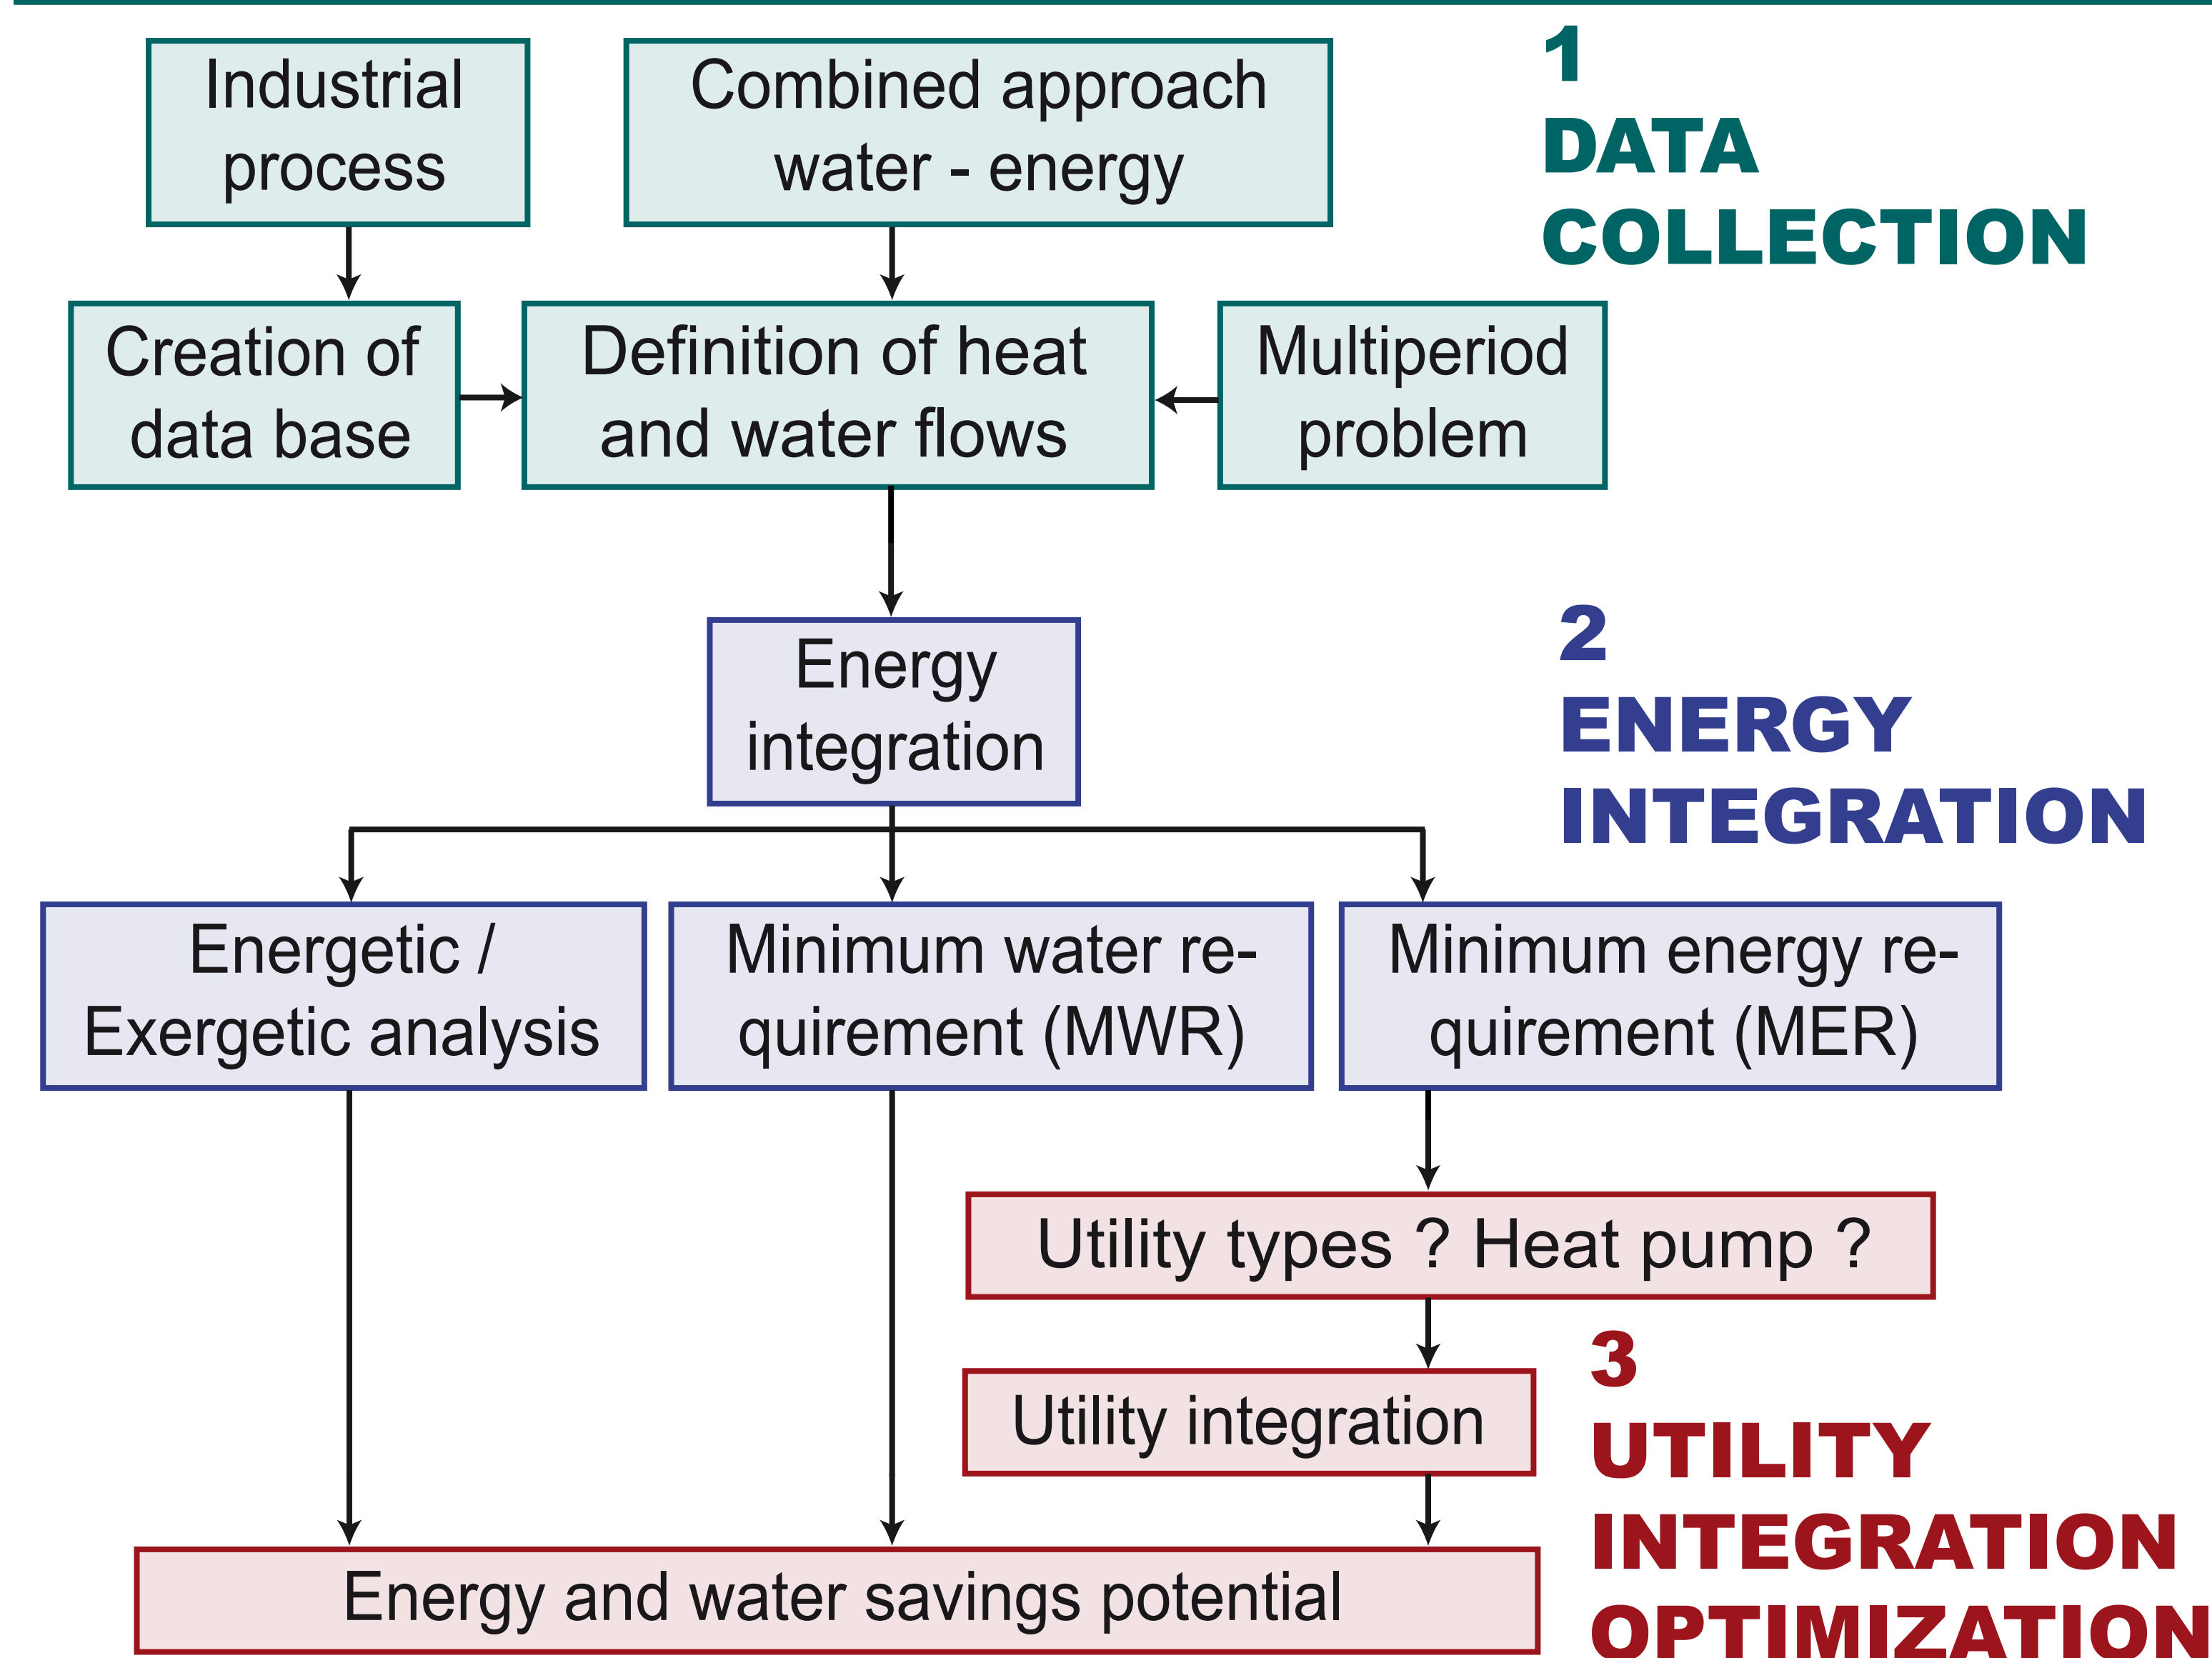 Industrial
process
Combined approach
water - energy
1
DATA
COLLECTION
Creation of
data base
Definition of heat
and water flows
Multiperiod
problem
Energy
integration
2
ENERGY
INTEGRATION
Energetic /
Exergetic analysis
Minimum water re-
quirement (MWR)
Minimum energy re-
quirement (MER)
Utility types ? Heat pump ?
Utility integration
3
UTILITY
INTEGRATION
OPTIMIZATION
Energy and water savings potential